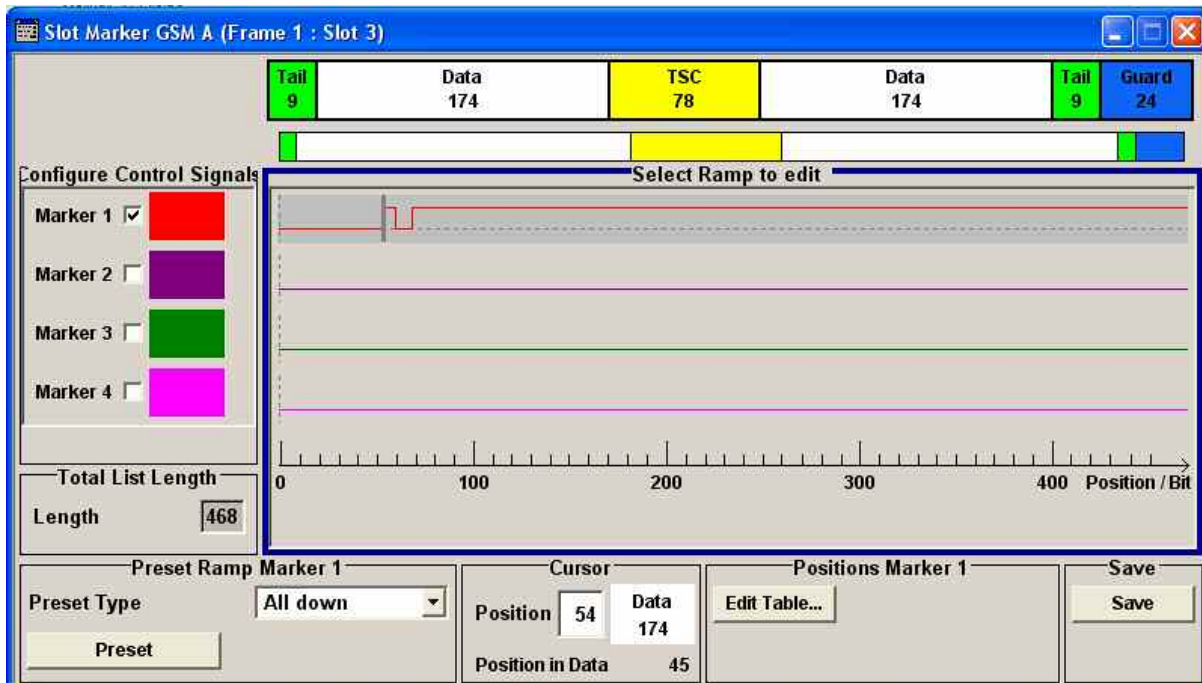 Slot Marker GSM A (Frame 1 : Slot 3)
Tail Data TSC Data Tail Guard
9 174 78 174 9 24
Configure Control Signals
Select Ramp to edit
Marker 1
Marker 2
Marker 3
Marker 4
0 100 200 300 400 Position / Bit
Total List Length
Length 468
Preset Ramp Marker 1
Preset Type All down
Preset
Cursor
Position 54 Data 174
Position in Data 45
Positions Marker 1
Edit Table...
Save
Save